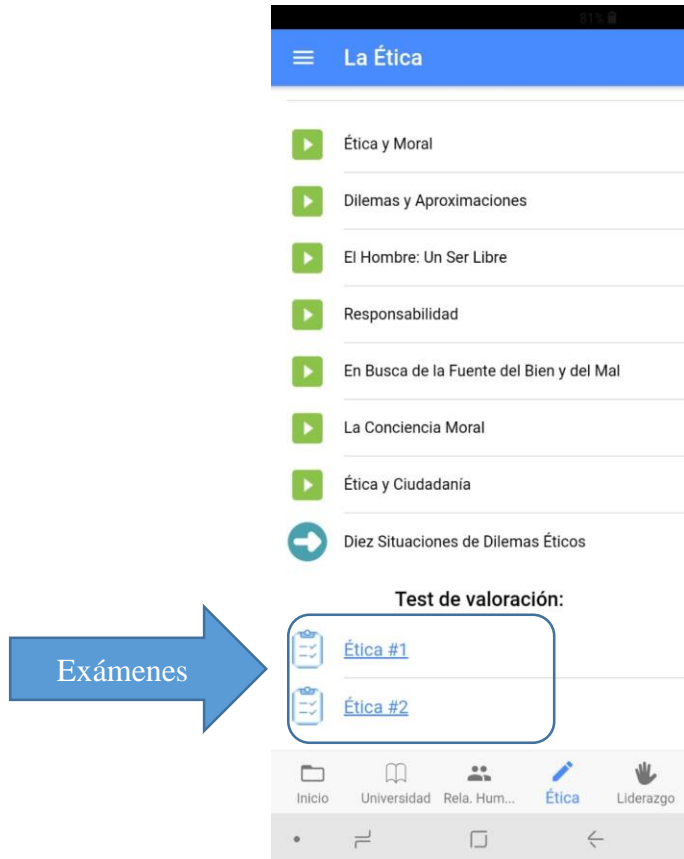 81%
La Ética
Ética y Moral
Dilemas y Aproximaciones
El Hombre: Un Ser Libre
Responsabilidad
En Busca de la Fuente del Bien y del Mal
La Conciencia Moral
Ética y Ciudadanía
Diez Situaciones de Dilemas Éticos
Test de valoración:
Exámenes
Ética #1
Ética #2
Inicio Universidad Rela. Hum... Ética Liderazgo